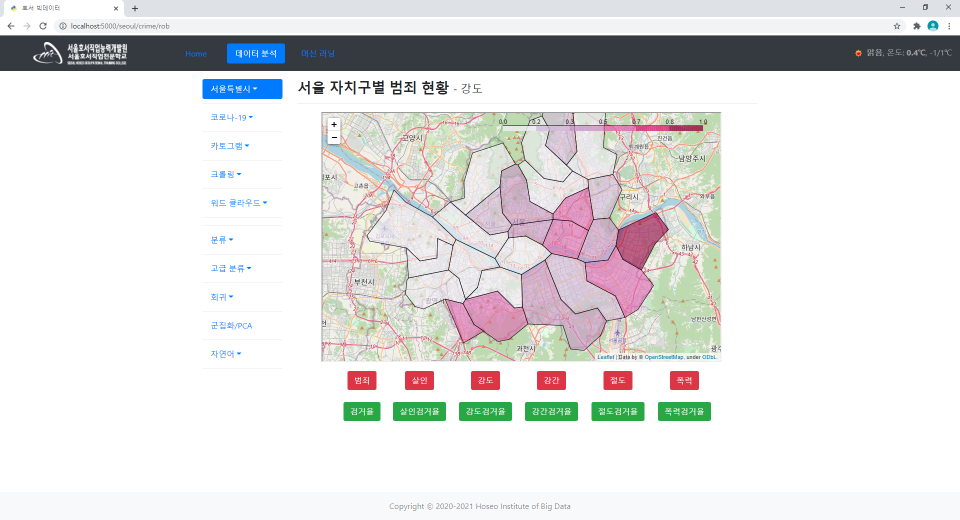 호서 빅데이터
localhost:5000/seoul/crime/rob
서울호서직업능력개발원
서울호서직업전문학교
Home
데이터 분석
머신 러닝
맑음, 온도: 0.4℃, -1/1℃
서울특별시
코로나-19
카토그램
크롤링
워드 클라우드
분류
고급 분류
회귀
군집화/PCA
자연어
서울 자치구별 범죄 현황 - 강도
+
−
0.0 0.2 0.3 0.5 0.7 0.8 1.0
고양시
남양주시
구리시
하남시
부천시
과천시
Leaflet | Data by © OpenStreetMap, under ODbL.
범죄
살인
강도
강간
절도
폭력
검거율
살인검거율
강도검거율
강간검거율
절도검거율
폭력검거율
Copyright © 2020-2021 Hoseo Institute of Big Data